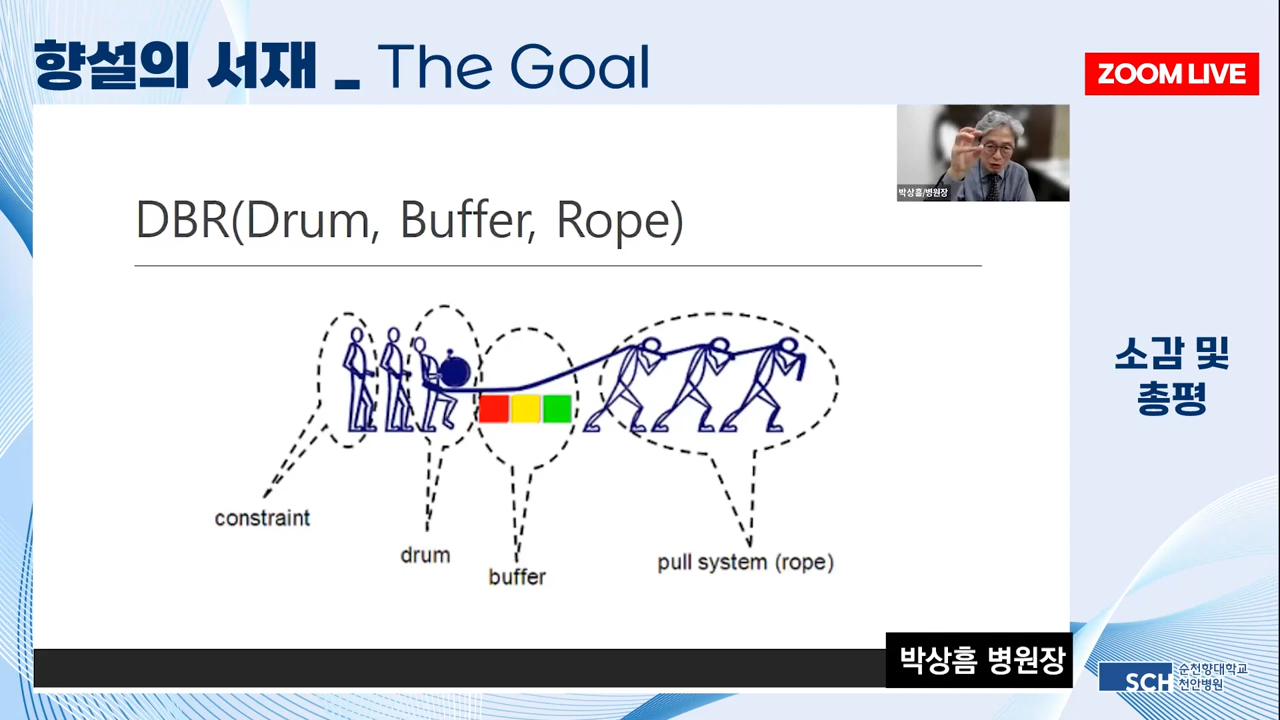 향설의 서재 _ The Goal
ZOOM LIVE
박상흠/병원장
DBR(Drum, Buffer, Rope)
constraint
drum
buffer
pull system (rope)
소감 및
총평
박상흠 병원장
SCH 순천향대학교
천안병원